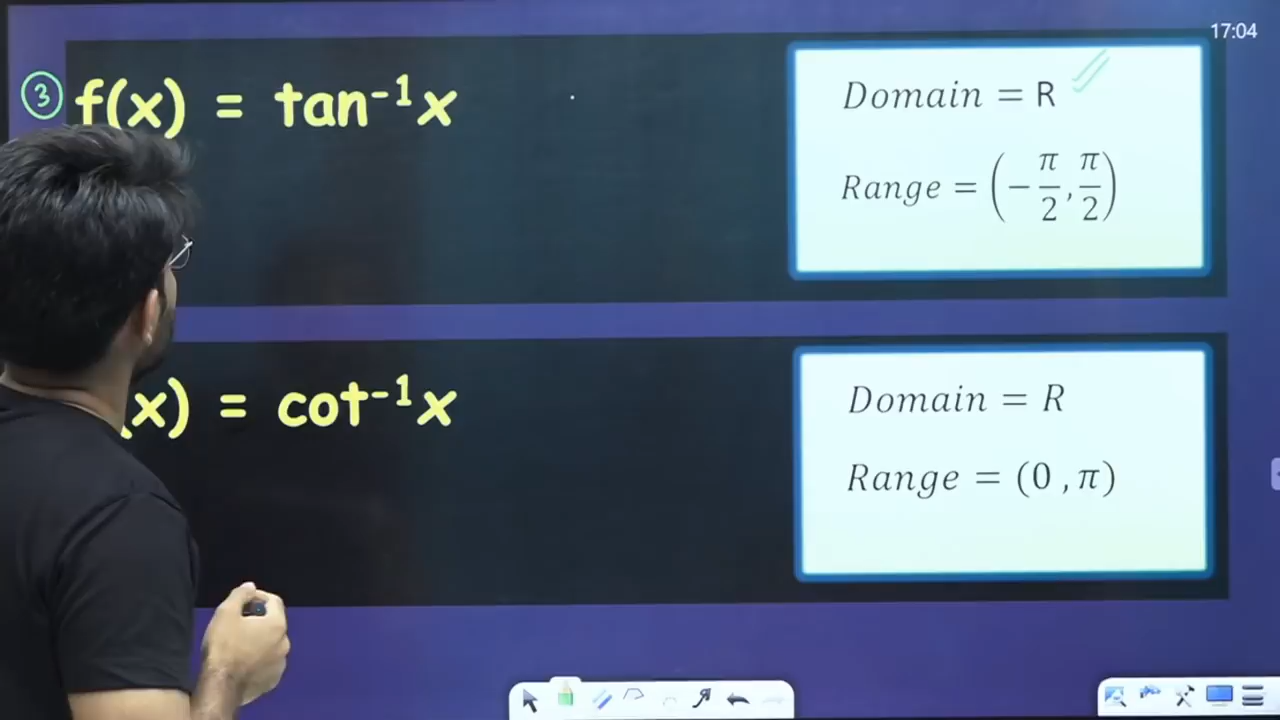 17:04
③ f(x) = tan⁻¹x
Domain = R
Range = (-π/2, π/2)
(x) = cot⁻¹x
Domain = R
Range = (0 , π)